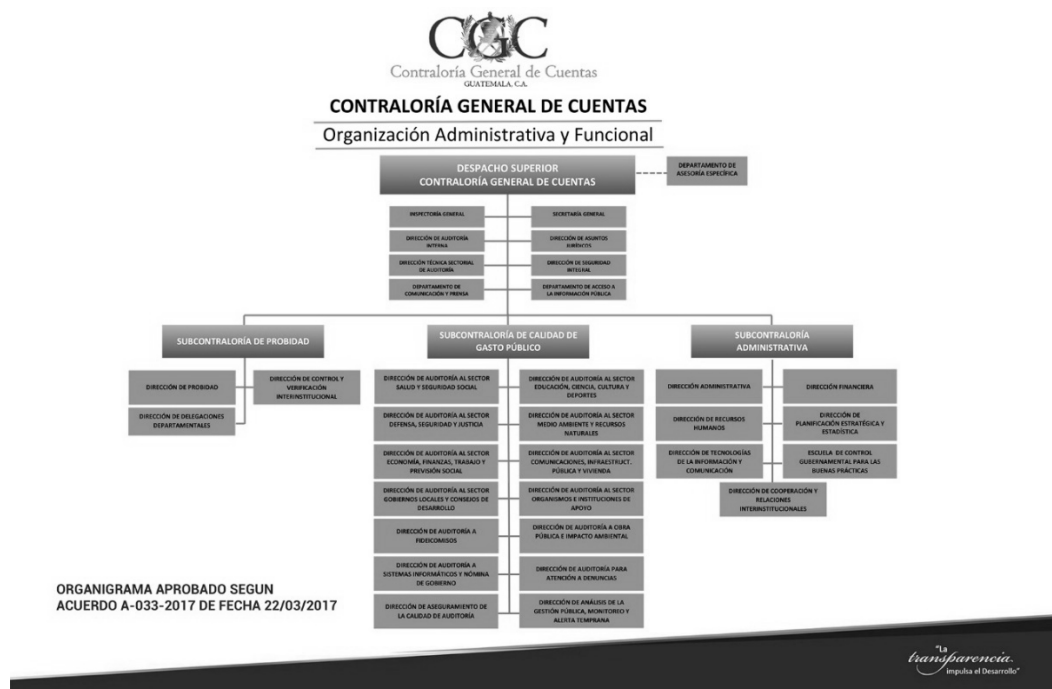 CGC
Contraloría General de Cuentas
GUATEMALA, C.A.
CONTRALORÍA GENERAL DE CUENTAS
Organización Administrativa y Funcional
DESPACHO SUPERIOR
CONTRALORÍA GENERAL DE CUENTAS
DEPARTAMENTO DE
ASESORÍA ESPECÍFICA
INSPECTORÍA GENERAL
SECRETARÍA GENERAL
DIRECCIÓN DE AUDITORÍA
INTERNA
DIRECCIÓN DE ASUNTOS
JURÍDICOS
DIRECCIÓN TÉCNICA SECTORIAL
DE AUDITORÍA
DIRECCIÓN DE SEGURIDAD
INTEGRAL
DEPARTAMENTO DE
COMUNICACIÓN Y PRENSA
DEPARTAMENTO DE ACCESO A
LA INFORMACIÓN PÚBLICA
SUBCONTRALORÍA DE PROBIDAD
DIRECCIÓN DE PROBIDAD
DIRECCIÓN DE CONTROL Y
VERIFICACIÓN
INTERINSTITUCIONAL
DIRECCIÓN DE DELEGACIONES
DEPARTAMENTALES
SUBCONTRALORÍA DE CALIDAD DE
GASTO PÚBLICO
DIRECCIÓN DE AUDITORÍA AL SECTOR
SALUD Y SEGURIDAD SOCIAL
DIRECCIÓN DE AUDITORÍA AL SECTOR
EDUCACIÓN, CIENCIA, CULTURA Y
DEPORTES
DIRECCIÓN DE AUDITORÍA AL SECTOR
DEFENSA, SEGURIDAD Y JUSTICIA
DIRECCIÓN DE AUDITORÍA AL SECTOR
MEDIO AMBIENTE Y RECURSOS
NATURALES
DIRECCIÓN DE AUDITORÍA AL SECTOR
ECONOMÍA, FINANZAS, TRABAJO Y
PREVISIÓN SOCIAL
DIRECCIÓN DE AUDITORÍA AL SECTOR
COMUNICACIONES, INFRAESTRUCT.
PÚBLICA Y VIVIENDA
DIRECCIÓN DE AUDITORÍA AL SECTOR
GOBIERNOS LOCALES Y CONSEJOS DE
DESARROLLO
DIRECCIÓN DE AUDITORÍA AL SECTOR
ORGANISMOS E INSTITUCIONES DE
APOYO
DIRECCIÓN DE AUDITORÍA A
FIDEICOMISOS
DIRECCIÓN DE AUDITORÍA A OBRA
PÚBLICA E IMPACTO AMBIENTAL
DIRECCIÓN DE AUDITORÍA A
SISTEMAS INFORMÁTICOS Y NÓMINA
DE GOBIERNO
DIRECCIÓN DE AUDITORÍA PARA
ATENCIÓN A DENUNCIAS
DIRECCIÓN DE ASEGURAMIENTO DE
LA CALIDAD DE AUDITORÍA
DIRECCIÓN DE ANÁLISIS DE LA
GESTIÓN PÚBLICA, MONITOREO Y
ALERTA TEMPRANA
SUBCONTRALORÍA
ADMINISTRATIVA
DIRECCIÓN ADMINISTRATIVA
DIRECCIÓN FINANCIERA
DIRECCIÓN DE RECURSOS
HUMANOS
DIRECCIÓN DE
PLANIFICACIÓN ESTRATÉGICA Y
ESTADÍSTICA
DIRECCIÓN DE TECNOLOGÍAS
DE LA INFORMACIÓN Y
COMUNICACIÓN
ESCUELA DE CONTROL
GUBERNAMENTAL PARA LAS
BUENAS PRÁCTICAS
DIRECCIÓN DE COOPERACIÓN Y
RELACIONES
INTERINSTITUCIONALES
ORGANIGRAMA APROBADO SEGUN
ACUERDO A-033-2017 DE FECHA 22/03/2017
"La
transparencia
impulsa el Desarrollo"